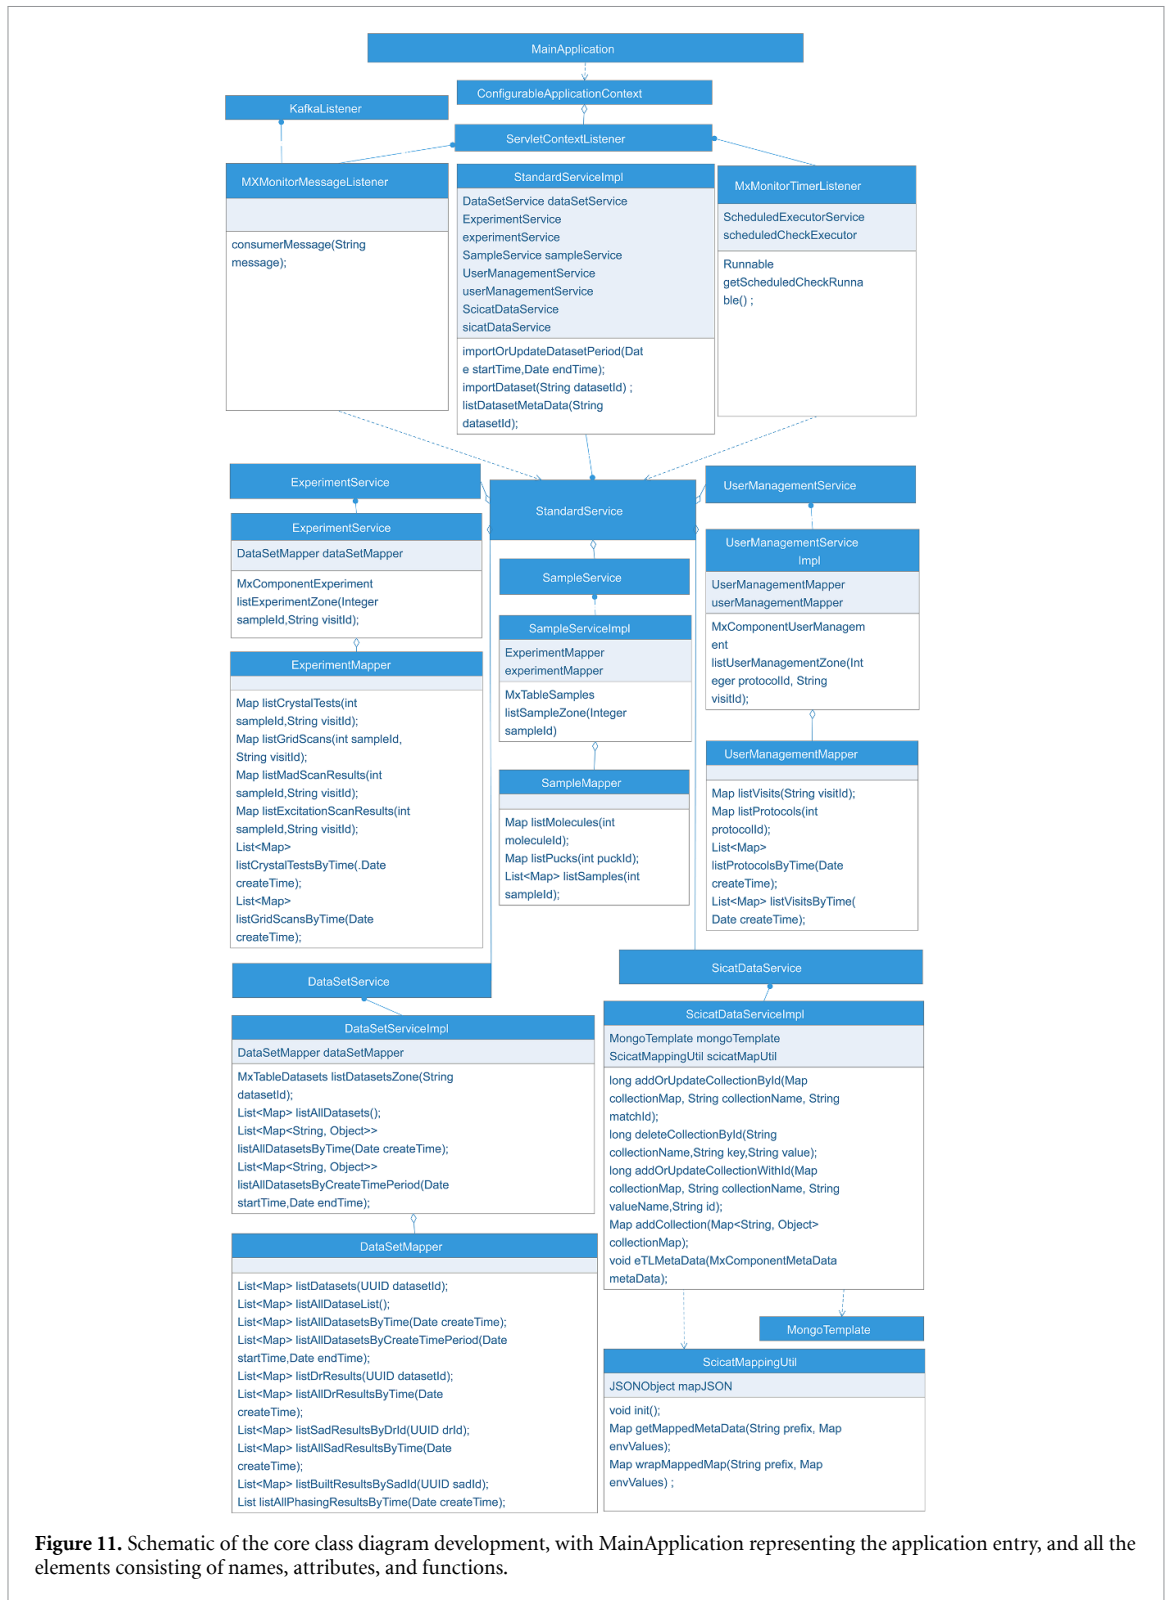 MainApplication
ConfigurableApplicationContext
KafkaListener
ServletContextListener
MXMonitorMessageListener
consumerMessage(String
message);
StandardServiceImpl
DataSetService dataSetService
ExperimentService
experimentService
SampleService sampleService
UserManagementService
userManagementService
ScicatDataService
sicatDataService
importOrUpdateDatasetPeriod(Dat
e startTime,Date endTime);
importDataset(String datasetId) ;
listDatasetMetaData(String
datasetId);
MxMonitorTimerListener
ScheduledExecutorService
scheduledCheckExecutor
Runnable
getScheduledCheckRunna
ble() ;
ExperimentService
StandardService
UserManagementService
ExperimentService
DataSetMapper dataSetMapper
MxComponentExperiment
listExperimentZone(Integer
sampleId,String visitId);
ExperimentMapper
Map listCrystalTests(int
sampleId,String visitId);
Map listGridScans(int sampleId,
String visitId);
Map listMadScanResults(int
sampleId,String visitId);
Map listExcitationScanResults(int
sampleId,String visitId);
List<Map>
listCrystalTestsByTime(.Date
createTime);
List<Map>
listGridScansByTime(Date
createTime);
SampleService
SampleServiceImpl
ExperimentMapper
experimentMapper
MxTableSamples
listSampleZone(Integer
sampleId)
SampleMapper
Map listMolecules(int
moleculeId);
Map listPucks(int puckId);
List<Map> listSamples(int
sampleId);
UserManagementService
Impl
UserManagementMapper
userManagementMapper
MxComponentUserManagem
ent
listUserManagementZone(Int
eger protocolId, String
visitId);
UserManagementMapper
Map listVisits(String visitId);
Map listProtocols(int
protocolId);
List<Map>
listProtocolsByTime(Date
createTime);
List<Map> listVisitsByTime(
Date createTime);
DataSetService
DataSetServiceImpl
DataSetMapper dataSetMapper
MxTableDatasets listDatasetsZone(String
datasetId);
List<Map> listAllDatasets();
List<Map<String, Object>>
listAllDatasetsByTime(Date createTime);
List<Map<String, Object>>
listAllDatasetsByCreateTimePeriod(Date
startTime,Date endTime);
DataSetMapper
List<Map> listDatasets(UUID datasetId);
List<Map> listAllDataseList();
List<Map> listAllDatasetsByTime(Date createTime);
List<Map> listAllDatasetsByCreateTimePeriod(Date
startTime,Date endTime);
List<Map> listDrResults(UUID datasetId);
List<Map> listAllDrResultsByTime(Date
createTime);
List<Map> listSadResultsByDrId(UUID drId);
List<Map> listAllSadResultsByTime(Date
createTime);
List<Map> listBuiltResultsBySadId(UUID sadId);
List listAllPhasingResultsByTime(Date createTime);
SicatDataService
ScicatDataServiceImpl
MongoTemplate mongoTemplate
ScicatMappingUtil scicatMapUtil
long addOrUpdateCollectionById(Map
collectionMap, String collectionName, String
matchId);
long deleteCollectionById(String
collectionName,String key,String value);
long addOrUpdateCollectionWithId(Map
collectionMap, String collectionName, String
valueName,String id);
Map addCollection(Map<String, Object>
collectionMap);
void eTLMetaData(MxComponentMetaData
metaData);
MongoTemplate
ScicatMappingUtil
JSONObject mapJSON
void init();
Map getMappedMetaData(String prefix, Map
envValues);
Map wrapMappedMap(String prefix, Map
envValues) ;
Figure 11. Schematic of the core class diagram development, with MainApplication representing the application entry, and all the
elements consisting of names, attributes, and functions.